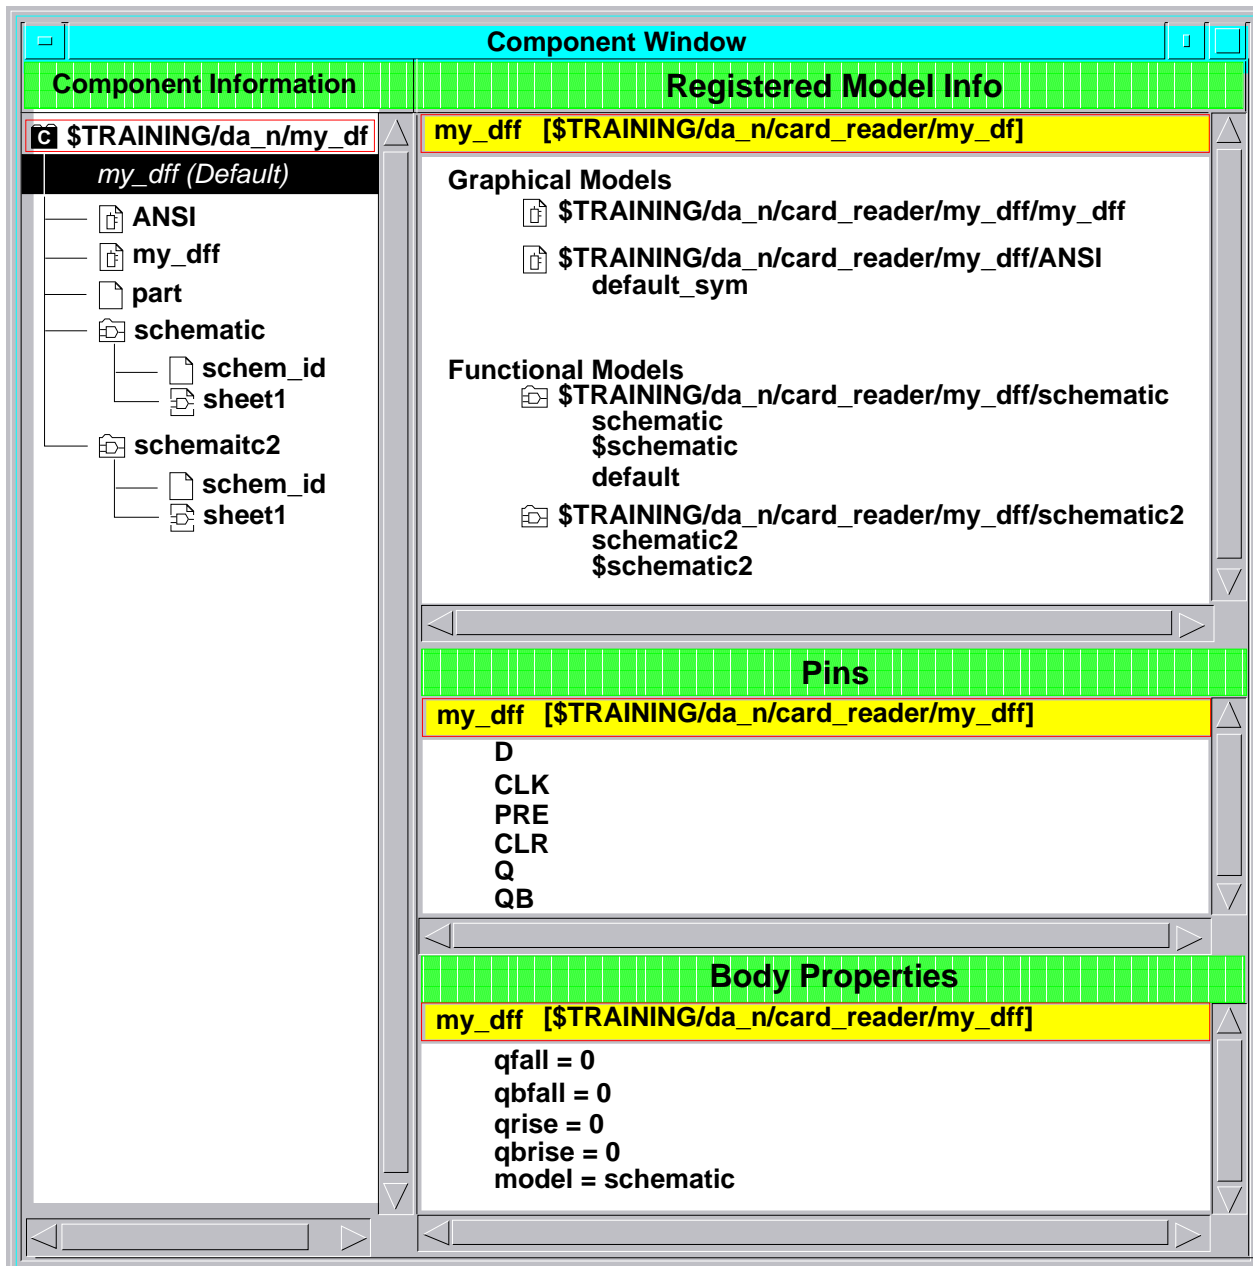 Component Window
Component Information
C $TRAINING/da_n/my_df
my_dff (Default)
ANSI
my_dff
part
schematic
schem_id
sheet1
schemaitc2
schem_id
sheet1
Registered Model Info
my_dff [$TRAINING/da_n/card_reader/my_df]
Graphical Models
$TRAINING/da_n/card_reader/my_dff/my_dff
$TRAINING/da_n/card_reader/my_dff/ANSI
default_sym
Functional Models
$TRAINING/da_n/card_reader/my_dff/schematic
schematic
$schematic
default
$TRAINING/da_n/card_reader/my_dff/schematic2
schematic2
$schematic2
Pins
my_dff [$TRAINING/da_n/card_reader/my_dff]
D
CLK
PRE
CLR
Q
QB
Body Properties
my_dff [$TRAINING/da_n/card_reader/my_dff]
qfall = 0
qbfall = 0
qrise = 0
qbrise = 0
model = schematic